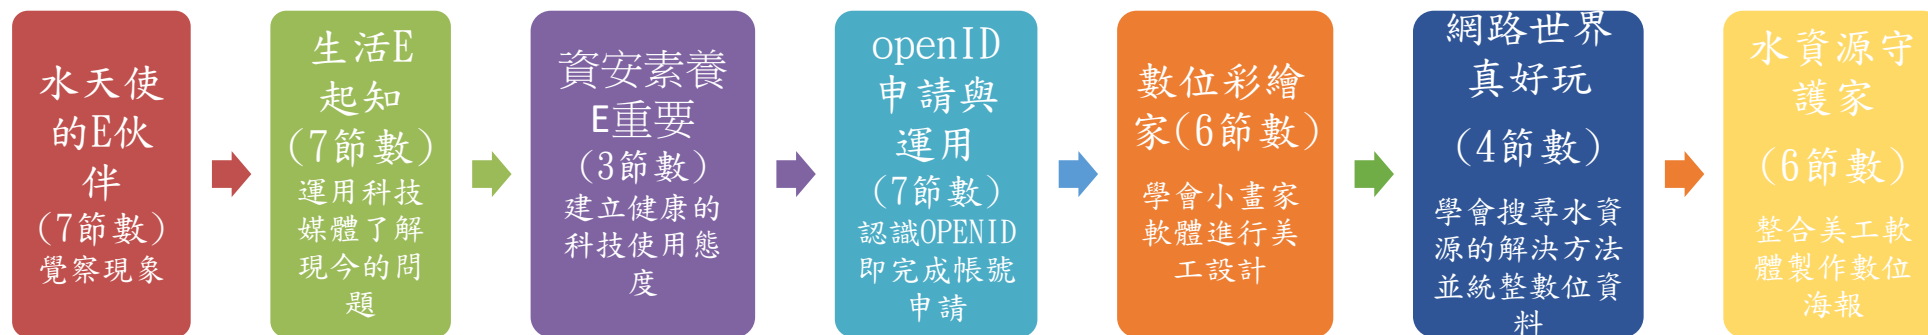 水天使
的E伙
伴
(7節數)
覺察現象
生活E
起知
(7節數)
運用科技
媒體了解
現今的問
題
資安素養
E重要
(3節數)
建立健康的
科技使用態
度
openID
申請與
運用
(7節數)
認識OPENID
即完成帳號
申請
數位彩繪
家(6節數)
學會小畫家
軟體進行美
工設計
網路世界
真好玩
(4節數)
學會搜尋水資
源的解決方法
並統整數位資
料
水資源守
護家
(6節數)
整合美工軟
體製作數位
海報